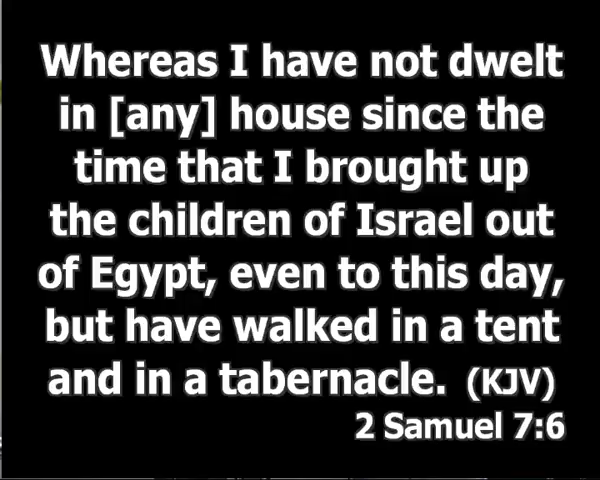 Whereas I have not dwelt
in [any] house since the
time that I brought up
the children of Israel out
of Egypt, even to this day,
but have walked in a tent
and in a tabernacle. (KJV)
2 Samuel 7:6